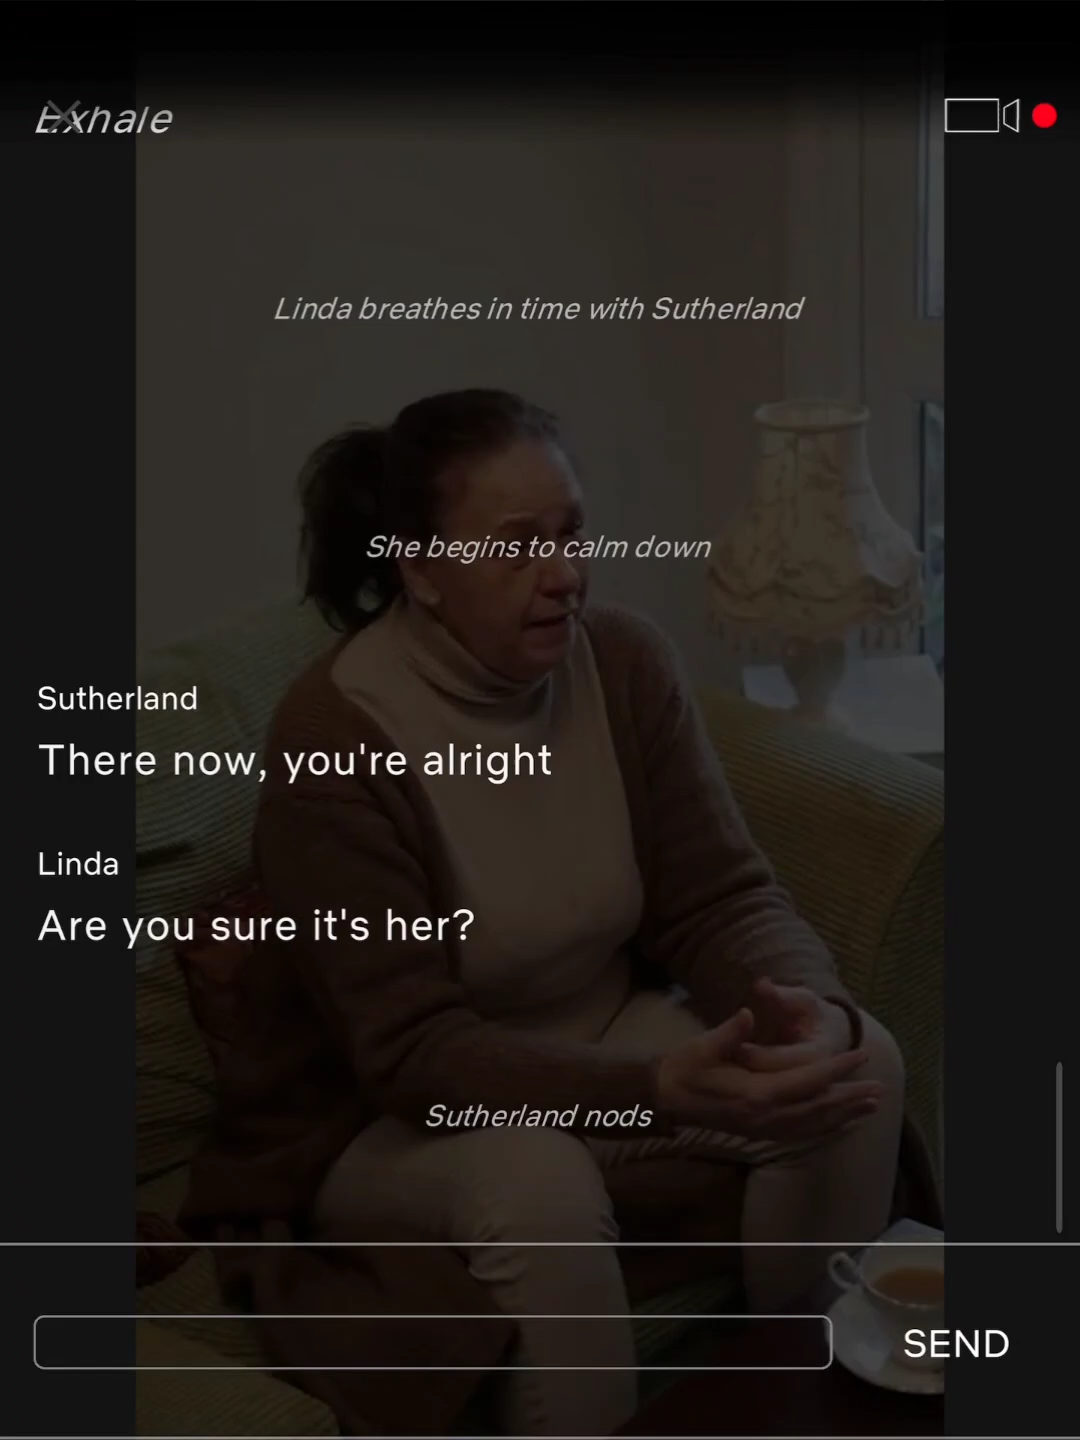 Exhale
Linda breathes in time with Sutherland
She begins to calm down
Sutherland
There now, you're alright
Linda
Are you sure it's her?
Sutherland nods
SEND